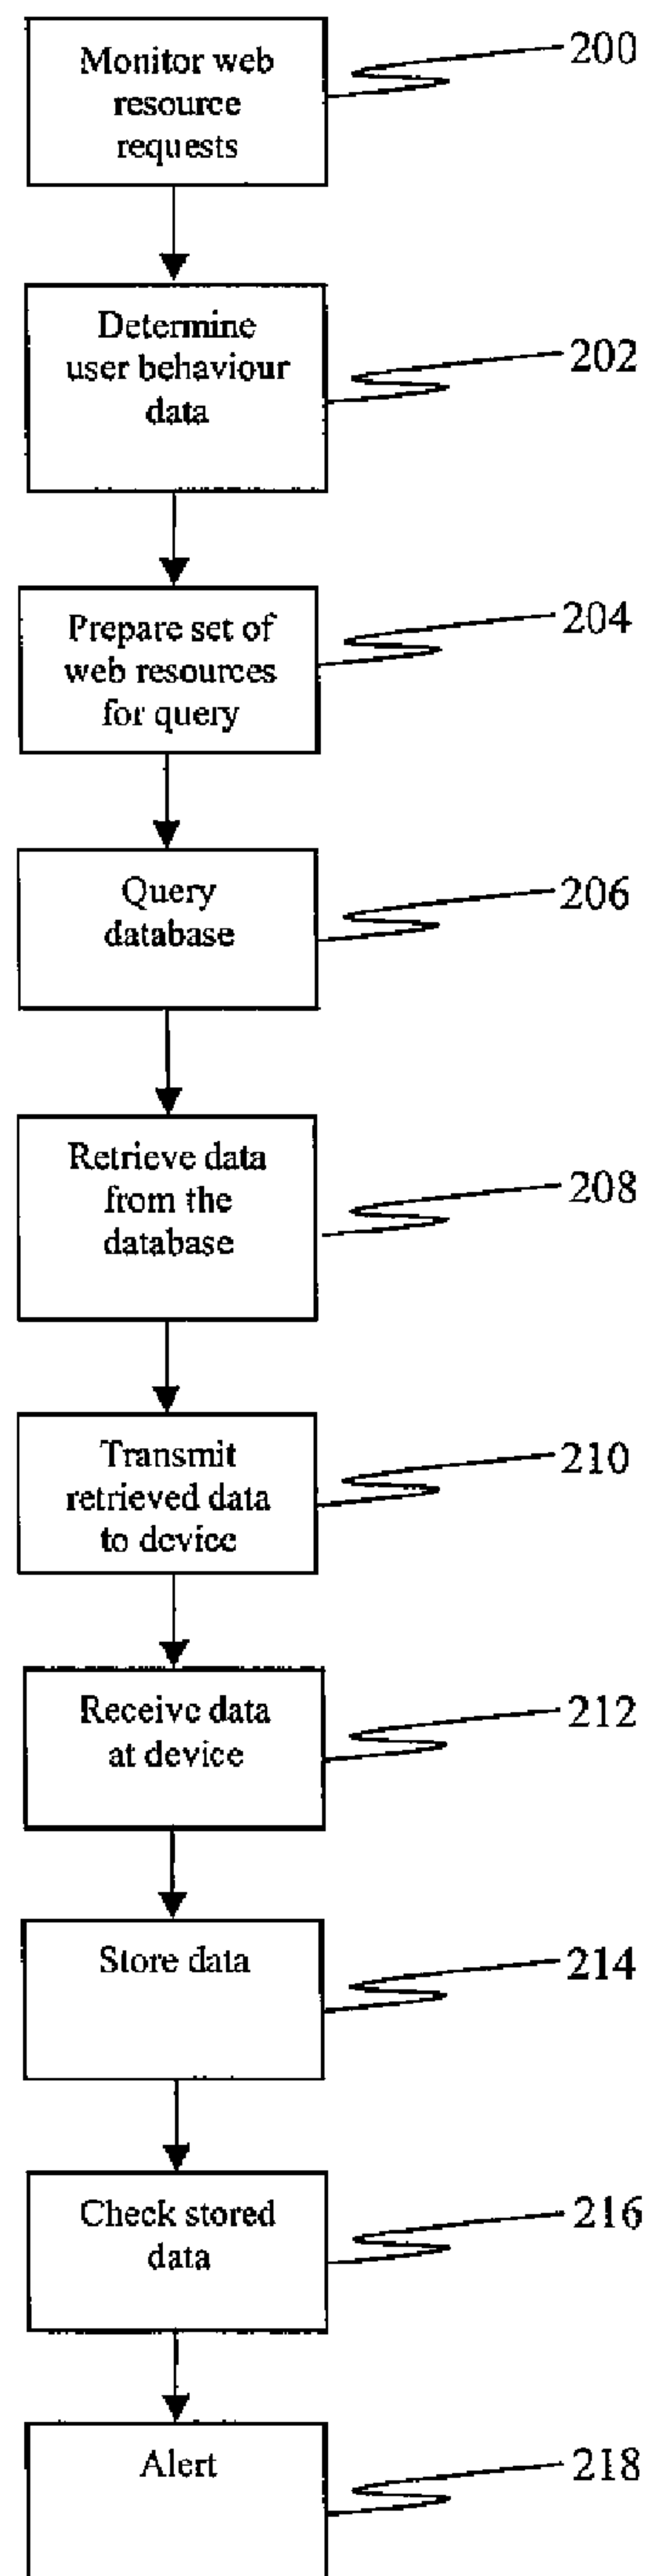 Monitor web
resource
requests
200
Determine
user behaviour
data
202
Prepare set of
web resources
for query
204
Query
database
206
Retrieve data
from the
database
208
Transmit
retrieved data
to device
210
Receive data
at device
212
Store data
214
Check stored
data
216
Alert
218